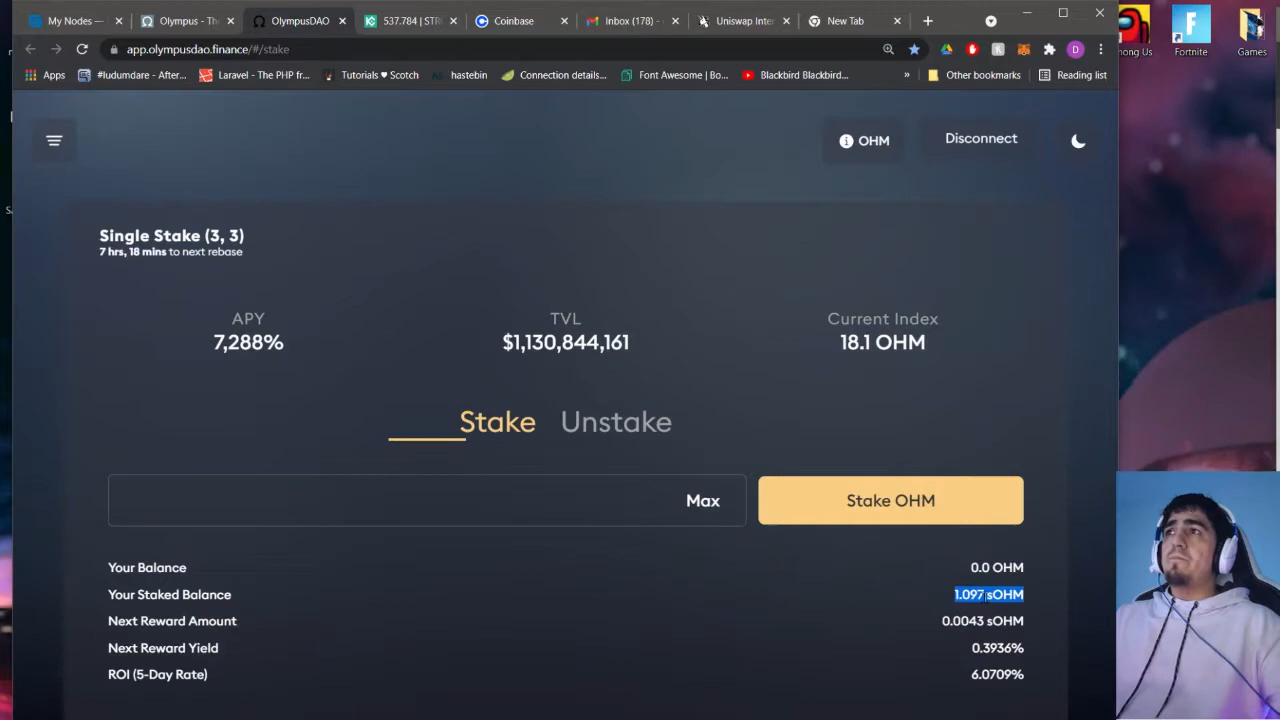 My Nodes —
Olympus - The
OlympusDAO
537.784 | STR
Coinbase
Inbox (178) -
Uniswap Inter
New Tab
app.olympusdao.finance/#/stake
Apps
#ludumdare - After...
Laravel - The PHP fr...
Tutorials ♥ Scotch
hastebin
Connection details...
Font Awesome | Bo...
Blackbird Blackbird...
»
Other bookmarks
Reading list
mong Us
Fortnite
Games
OHM
Disconnect
Single Stake (3, 3)
7 hrs, 18 mins to next rebase
APY
7,288%
TVL
$1,130,844,161
Current Index
18.1 OHM
Stake
Unstake
Max
Stake OHM
Your Balance
0.0 OHM
Your Staked Balance
1.097 sOHM
Next Reward Amount
0.0043 sOHM
Next Reward Yield
0.3936%
ROI (5-Day Rate)
6.0709%